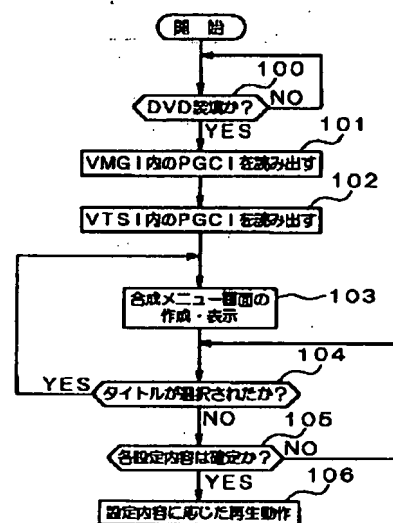 開 始
100
DVD装填か？
NO
YES
101
VMGI内のPGCIを読み出す
102
VTSI内のPGCIを読み出す
合成メニュー画面の
作成・表示
103
104
YES
タイトルが選択されたか？
NO
105
各設定内容は確定か？
NO
YES
106
設定内容に応じた再生動作